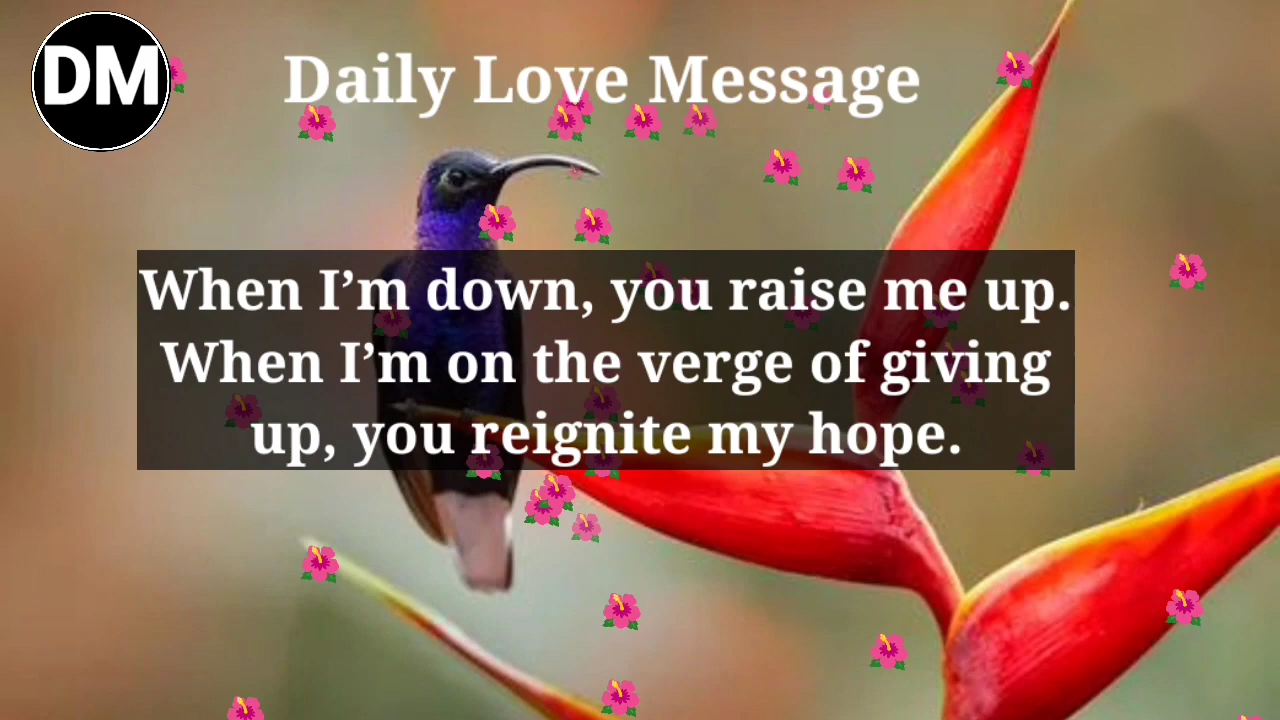 DM
Daily Love Message
When I’m down, you raise me up.
When I’m on the verge of giving
up, you reignite my hope.